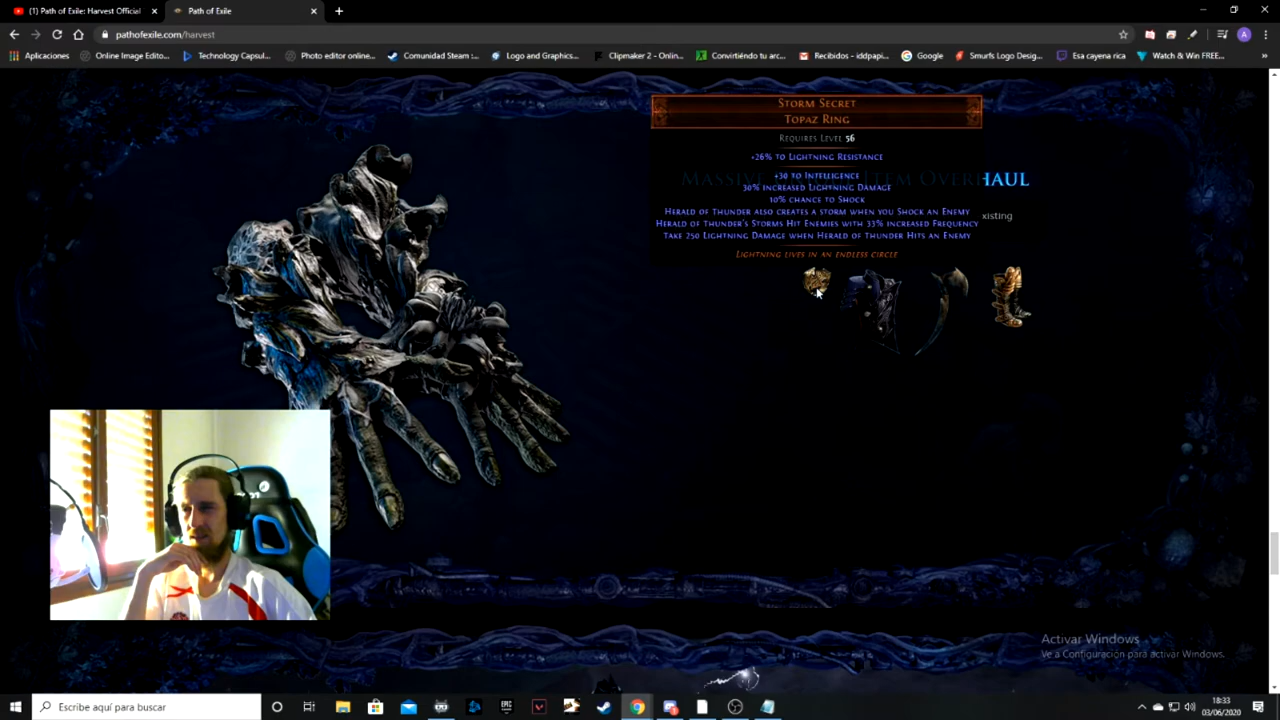 (1) Path of Exile: Harvest Official
Path of Exile
pathofexile.com/harvest
Aplicaciones
Online Image Edito...
Technology Capsul...
Photo editor online...
Comunidad Steam :...
Logo and Graphics...
Clipmaker 2 - Onlin...
Convirtiéndo tu arc...
Recibidos - iddpapi...
Google
Smurfs Logo Desig...
Esa cayena rica
Watch & Win FREE...
Storm Secret
Topaz Ring
Requires Level 56
+26% to Lightning Resistance
+30 to Intelligence
30% increased Lightning Damage
10% chance to Shock
Herald of Thunder also creates a storm when you Shock an Enemy
Herald of Thunder's Storms Hit Enemies with 33% increased Frequency
Take 250 Lightning Damage when Herald of Thunder Hits an Enemy
Lightning lives in an endless circle
Massive Item Overhaul
xisting
Activar Windows
Ve a Configuración para activar Windows.
Escribe aquí para buscar
EPIC
18:33
03/06/2020